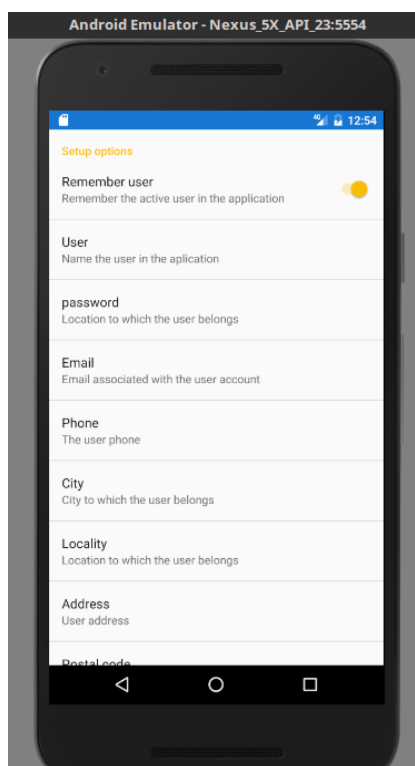 Android Emulator - Nexus_5X_API_23:5554
4G 12:54
Setup options
Remember user
Remember the active user in the application
User
Name the user in the aplication
password
Location to which the user belongs
Email
Email associated with the user account
Phone
The user phone
City
City to which the user belongs
Locality
Location to which the user belongs
Address
User address
Postal code